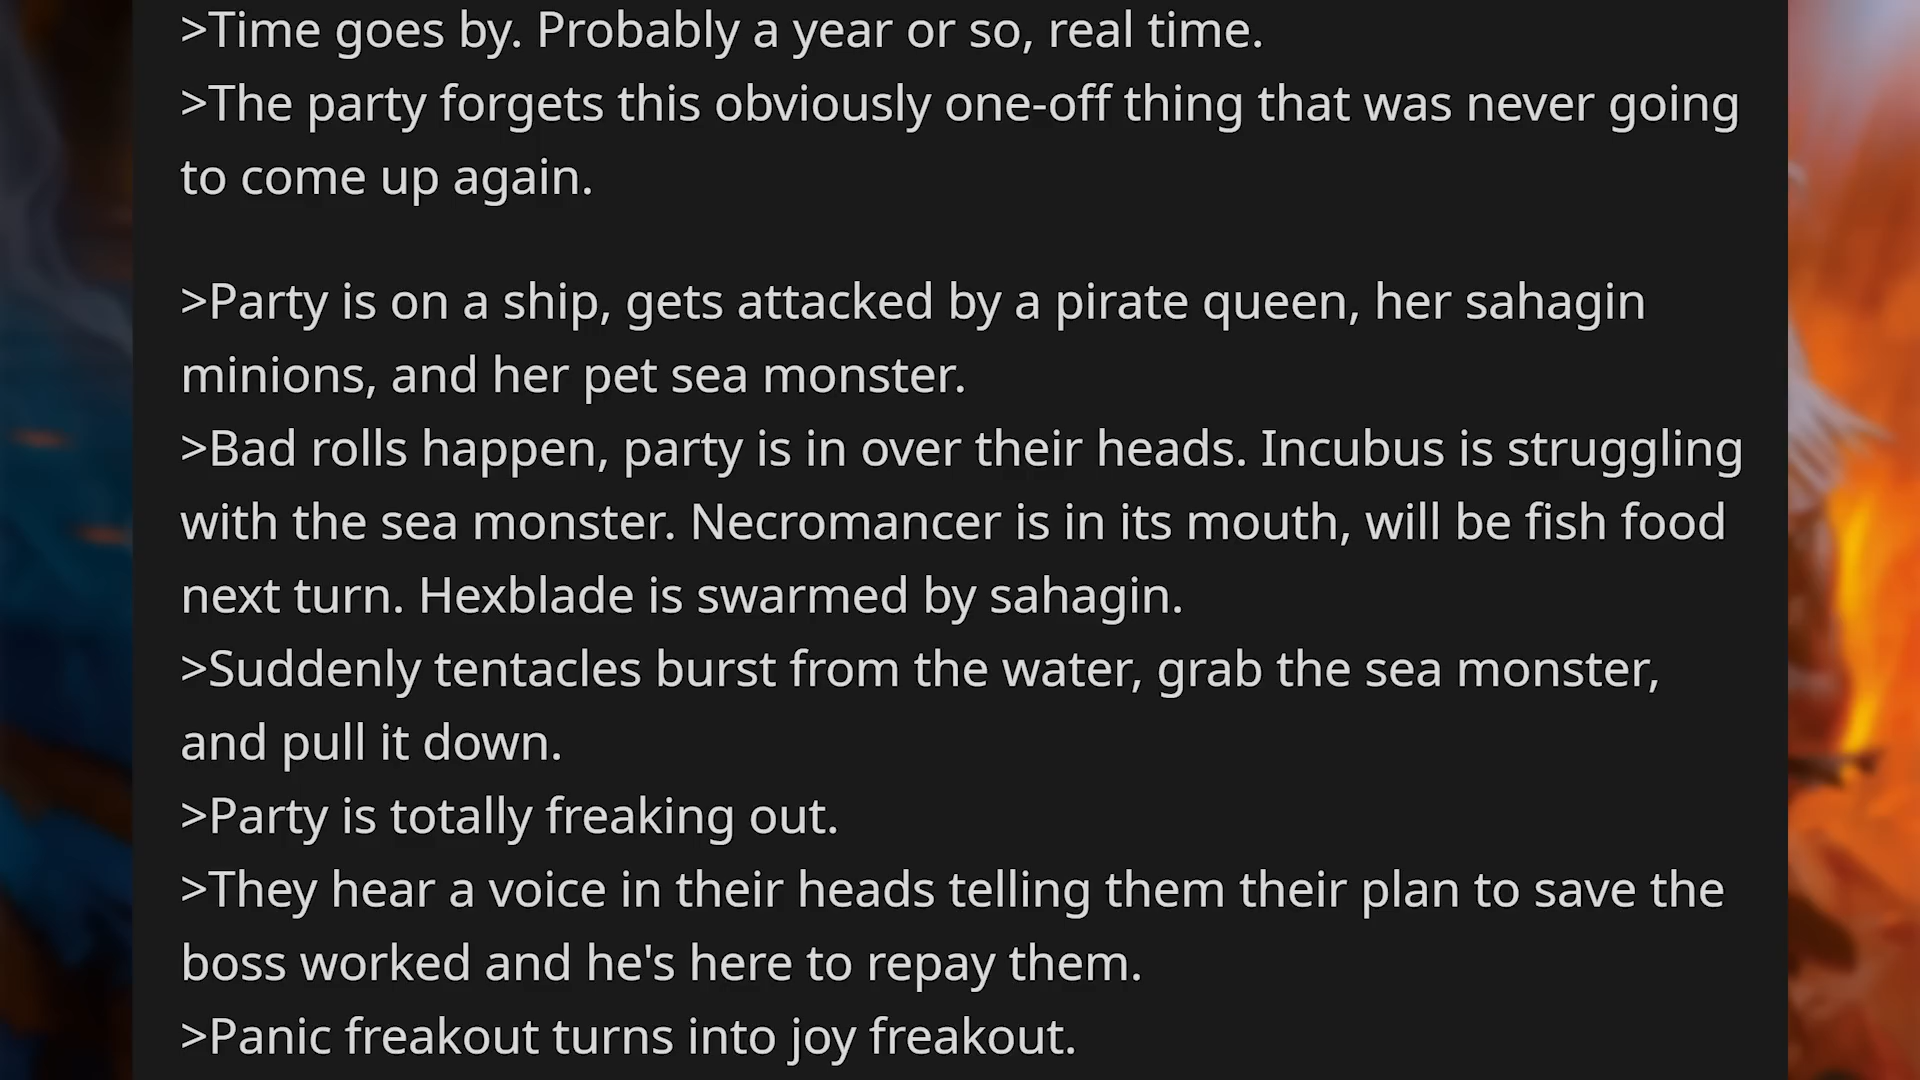 >Time goes by. Probably a year or so, real time.
>The party forgets this obviously one-off thing that was never going
to come up again.
>Party is on a ship, gets attacked by a pirate queen, her sahagin
minions, and her pet sea monster.
>Bad rolls happen, party is in over their heads. Incubus is struggling
with the sea monster. Necromancer is in its mouth, will be fish food
next turn. Hexblade is swarmed by sahagin.
>Suddenly tentacles burst from the water, grab the sea monster,
and pull it down.
>Party is totally freaking out.
>They hear a voice in their heads telling them their plan to save the
boss worked and he's here to repay them.
>Panic freakout turns into joy freakout.